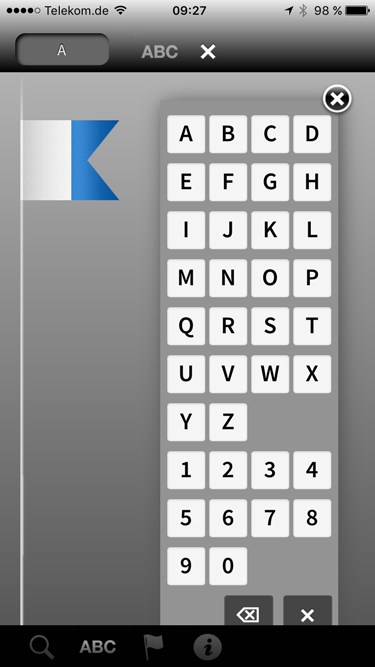 Telekom.de 09:27 98 %
A ABC
A B C D
E F G H
I J K L
M N O P
Q R S T
U V W X
Y Z
1 2 3 4
5 6 7 8
9 0
ABC